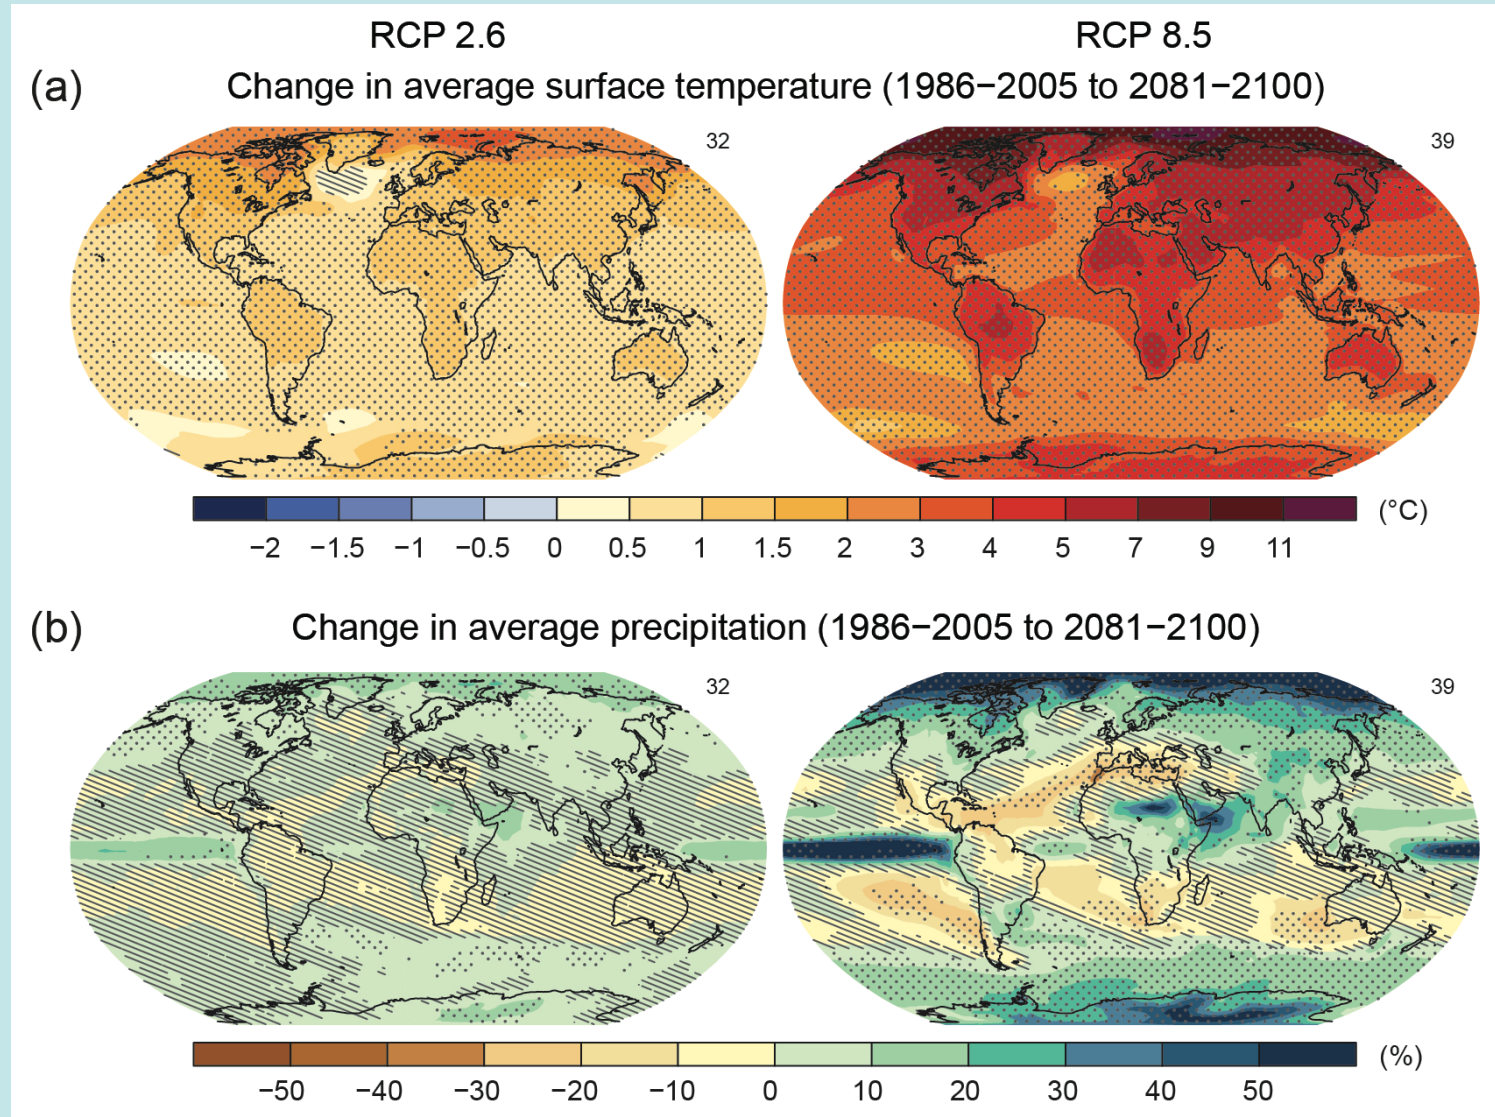 RCP 2.6 RCP 8.5
(a) Change in average surface temperature (1986−2005 to 2081−2100)
32 39
−2 −1.5 −1 −0.5 0 0.5 1 1.5 2 3 4 5 7 9 11 (°C)
(b) Change in average precipitation (1986−2005 to 2081−2100)
32 39
−50 −40 −30 −20 −10 0 10 20 30 40 50 (%)